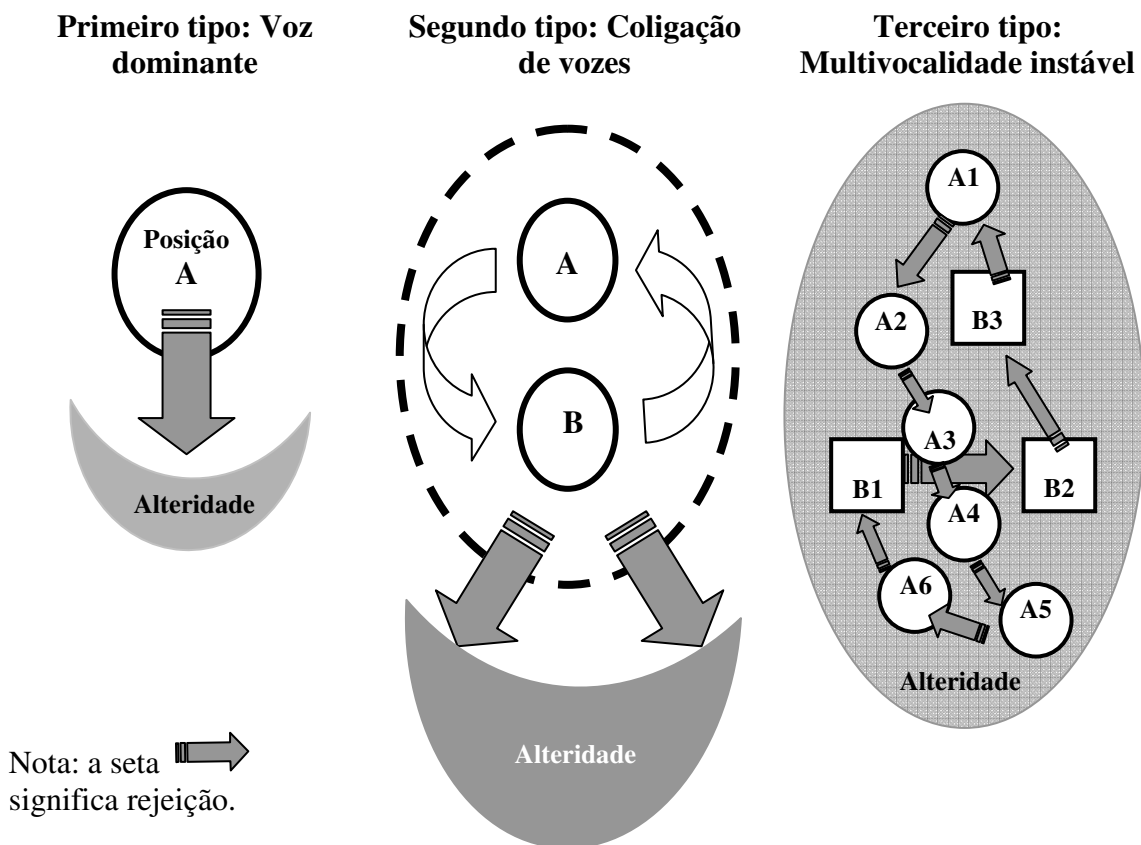 Primeiro tipo: Voz
dominante
Segundo tipo: Coligação
de vozes
Terceiro tipo:
Multivocalidade instável
Posição
A
Alteridade
A
B
Alteridade
A1
B3
A2
A3
B1
B2
A4
A6
A5
Alteridade
Nota: a seta
significa rejeição.